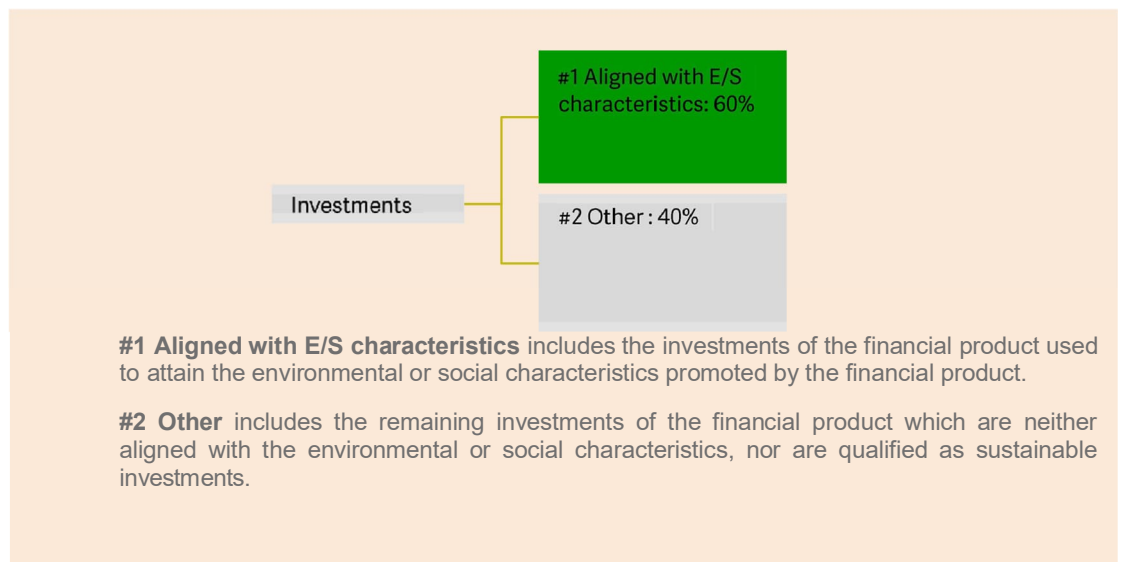 #1 Aligned with E/S
characteristics: 60%
Investments
#2 Other : 40%
#1 Aligned with E/S characteristics includes the investments of the financial product used
to attain the environmental or social characteristics promoted by the financial product.
#2 Other includes the remaining investments of the financial product which are neither
aligned with the environmental or social characteristics, nor are qualified as sustainable
investments.